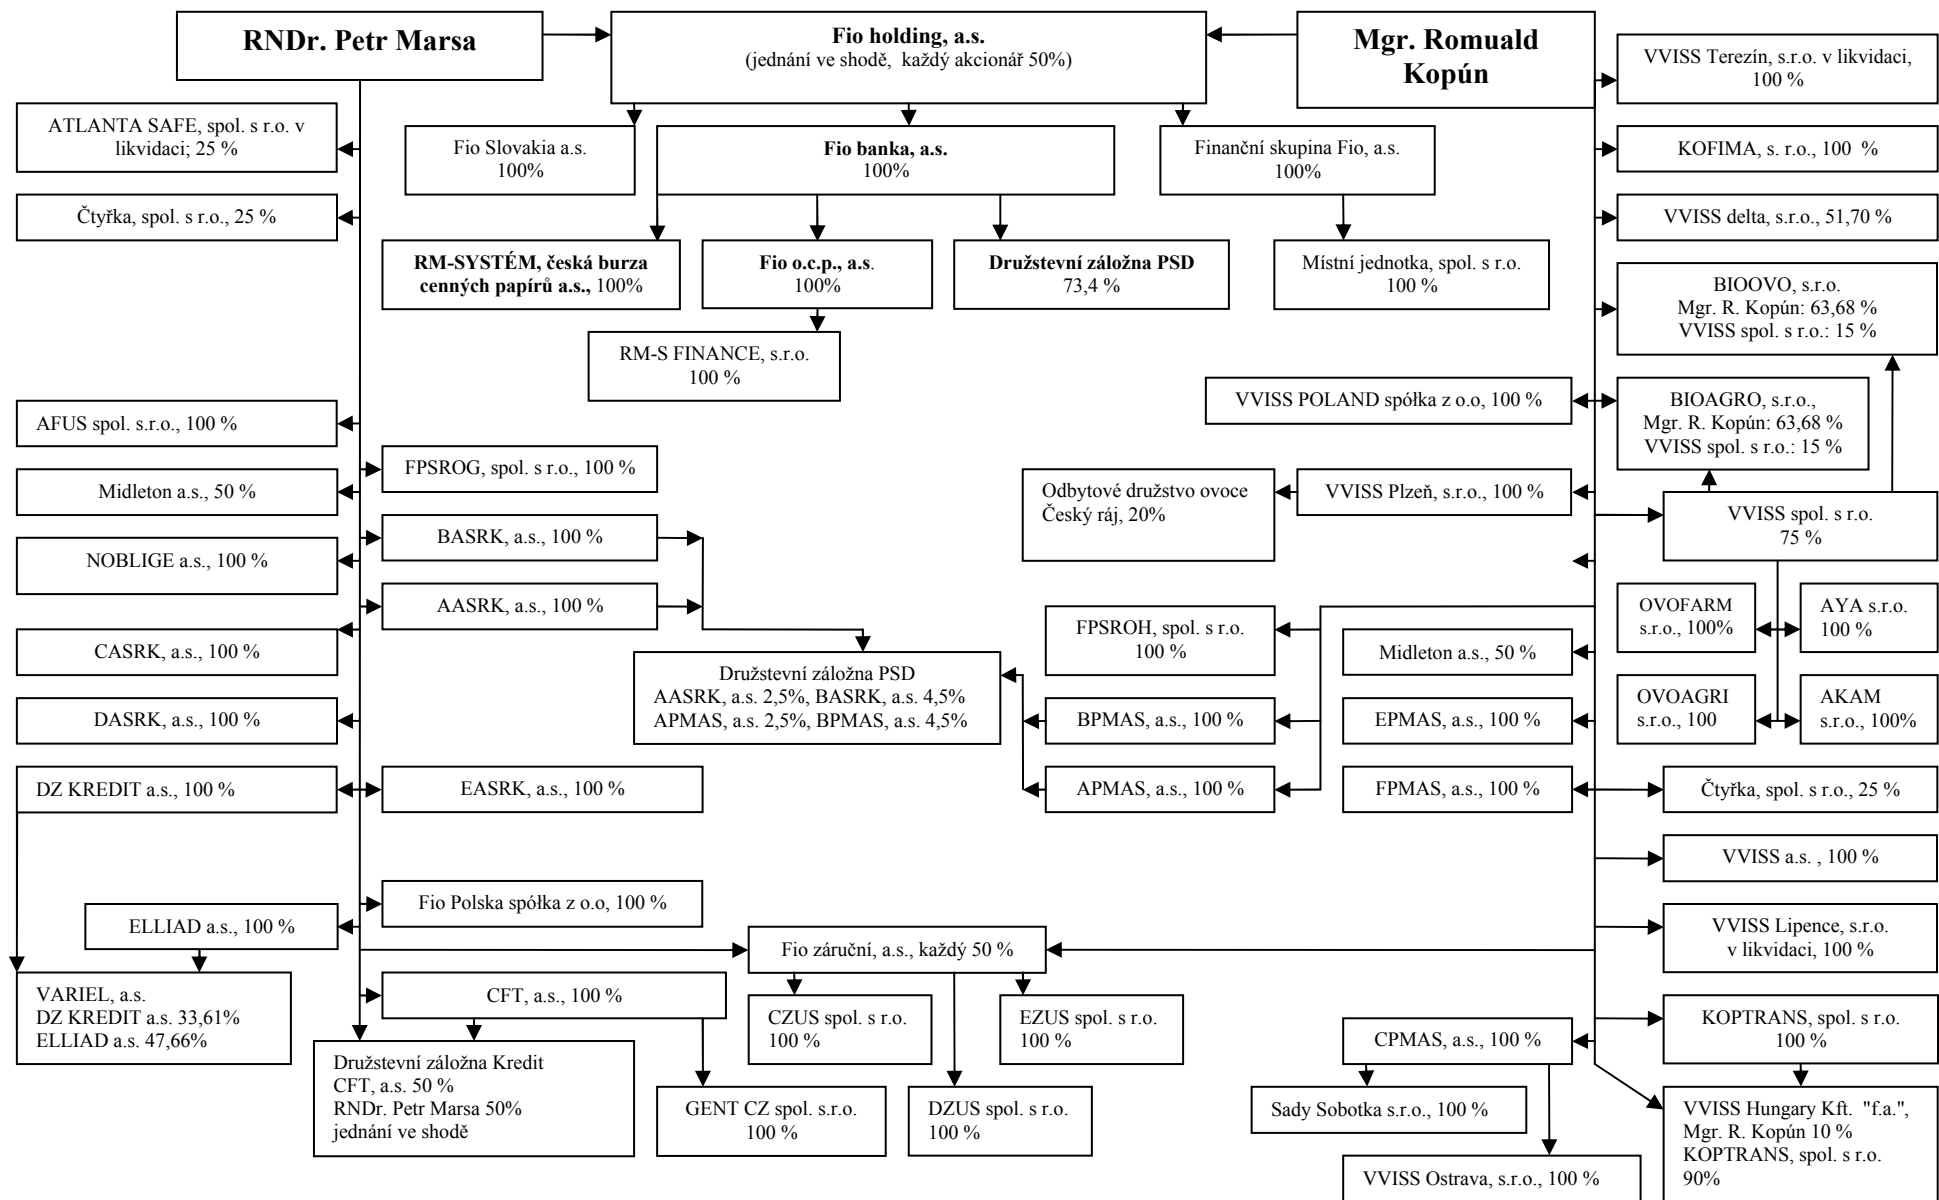 RNDr. Petr Marsa
Fio holding, a.s.
(jednání ve shodě, každý akcionář 50%)
Mgr. Romuald
Kopún
VVISS Terezín, s.r.o. v likvidaci,
100 %
ATLANTA SAFE, spol. s r.o. v
likvidaci; 25 %
Fio Slovakia a.s.
100%
Fio banka, a.s.
100%
Finanční skupina Fio, a.s.
100%
KOFIMA, s. r.o., 100 %
Čtyřka, spol. s r.o., 25 %
VVISS delta, s.r.o., 51,70 %
RM-SYSTÉM, česká burza
cenných papírů a.s., 100%
Fio o.c.p., a.s.
100%
Družstevní záložna PSD
73,4 %
Místní jednotka, spol. s r.o.
100 %
BIOOVO, s.r.o.
Mgr. R. Kopún: 63,68 %
VVISS spol. s r.o.: 15 %
RM-S FINANCE, s.r.o.
100 %
AFUS spol. s.r.o., 100 %
VVISS POLAND spólka z o.o, 100 %
BIOAGRO, s.r.o.,
Mgr. R. Kopún: 63,68 %
VVISS spol. s r.o.: 15 %
FPSROG, spol. s r.o., 100 %
Midleton a.s., 50 %
Odbytové družstvo ovoce
Český ráj, 20%
VVISS Plzeň, s.r.o., 100 %
VVISS spol. s r.o.
75 %
BASRK, a.s., 100 %
NOBLIGE a.s., 100 %
AASRK, a.s., 100 %
OVOFARM
s.r.o., 100%
AYA s.r.o.
100 %
CASRK, a.s., 100 %
FPSROH, spol. s r.o.
100 %
Midleton a.s., 50 %
Družstevní záložna PSD
AASRK, a.s. 2,5%, BASRK, a.s. 4,5%
APMAS, a.s. 2,5%, BPMAS, a.s. 4,5%
DASRK, a.s., 100 %
BPMAS, a.s., 100 %
EPMAS, a.s., 100 %
OVOAGRI
s.r.o., 100
AKAM
s.r.o., 100%
DZ KREDIT a.s., 100 %
EASRK, a.s., 100 %
APMAS, a.s., 100 %
FPMAS, a.s., 100 %
Čtyřka, spol. s r.o., 25 %
VVISS a.s. , 100 %
Fio Polska spółka z o.o, 100 %
ELLIAD a.s., 100 %
Fio záruční, a.s., každý 50 %
VVISS Lipence, s.r.o.
v likvidaci, 100 %
VARIEL, a.s.
DZ KREDIT a.s. 33,61%
ELLIAD a.s. 47,66%
CFT, a.s., 100 %
CZUS spol. s r.o.
100 %
EZUS spol. s r.o.
100 %
CPMAS, a.s., 100 %
KOPTRANS, spol. s r.o.
100 %
Družstevní záložna Kredit
CFT, a.s. 50 %
RNDr. Petr Marsa 50%
jednání ve shodě
GENT CZ spol. s.r.o.
100 %
DZUS spol. s r.o.
100 %
Sady Sobotka s.r.o., 100 %
VVISS Hungary Kft. "f.a.",
Mgr. R. Kopún 10 %
KOPTRANS, spol. s r.o.
90%
VVISS Ostrava, s.r.o., 100 %